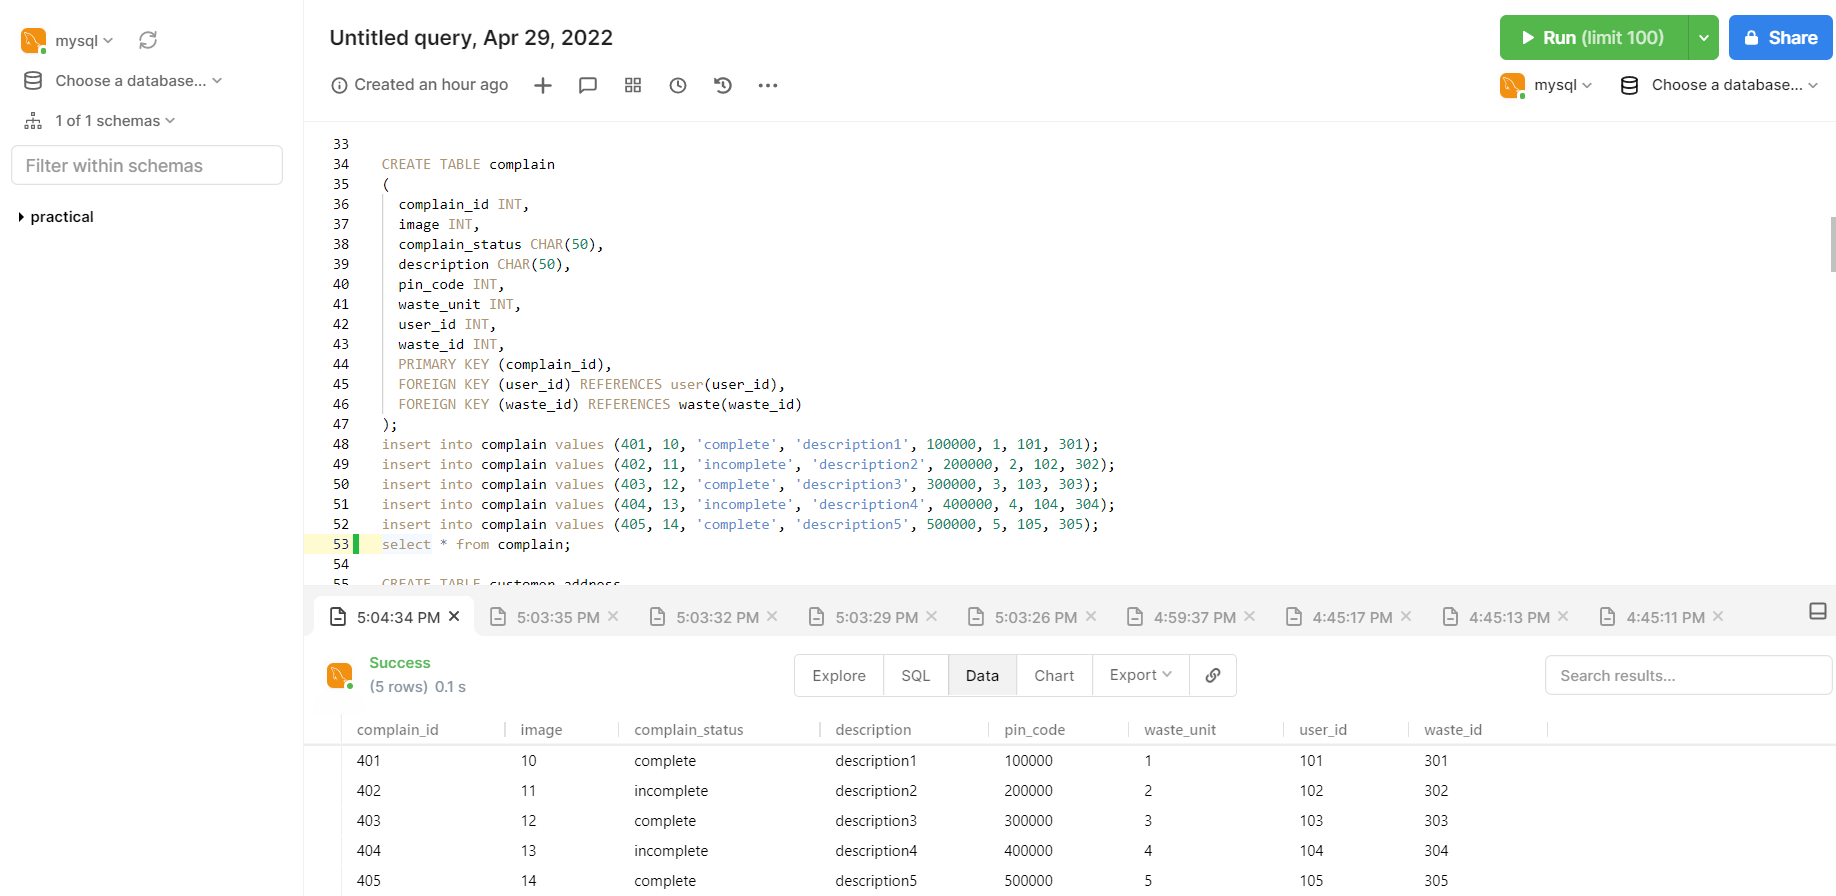 mysql
Choose a database...
1 of 1 schemas
Filter within schemas
practical
Untitled query, Apr 29, 2022
Created an hour ago
Run (limit 100)
Share
mysql
Choose a database...
33
34 CREATE TABLE complain
35 (
36 complain_id INT,
37 image INT,
38 complain_status CHAR(50),
39 description CHAR(50),
40 pin_code INT,
41 waste_unit INT,
42 user_id INT,
43 waste_id INT,
44 PRIMARY KEY (complain_id),
45 FOREIGN KEY (user_id) REFERENCES user(user_id),
46 FOREIGN KEY (waste_id) REFERENCES waste(waste_id)
47 );
48 insert into complain values (401, 10, 'complete', 'description1', 100000, 1, 101, 301);
49 insert into complain values (402, 11, 'incomplete', 'description2', 200000, 2, 102, 302);
50 insert into complain values (403, 12, 'complete', 'description3', 300000, 3, 103, 303);
51 insert into complain values (404, 13, 'incomplete', 'description4', 400000, 4, 104, 304);
52 insert into complain values (405, 14, 'complete', 'description5', 500000, 5, 105, 305);
53 select * from complain;
54
55 CREATE TABLE customer_address
5:04:34 PM 5:03:35 PM 5:03:32 PM 5:03:29 PM 5:03:26 PM 4:59:37 PM 4:45:17 PM 4:45:13 PM 4:45:11 PM
Success
(5 rows) 0.1 s
Explore SQL Data Chart Export
Search results...
complain_id image complain_status description pin_code waste_unit user_id waste_id
401 10 complete description1 100000 1 101 301
402 11 incomplete description2 200000 2 102 302
403 12 complete description3 300000 3 103 303
404 13 incomplete description4 400000 4 104 304
405 14 complete description5 500000 5 105 305